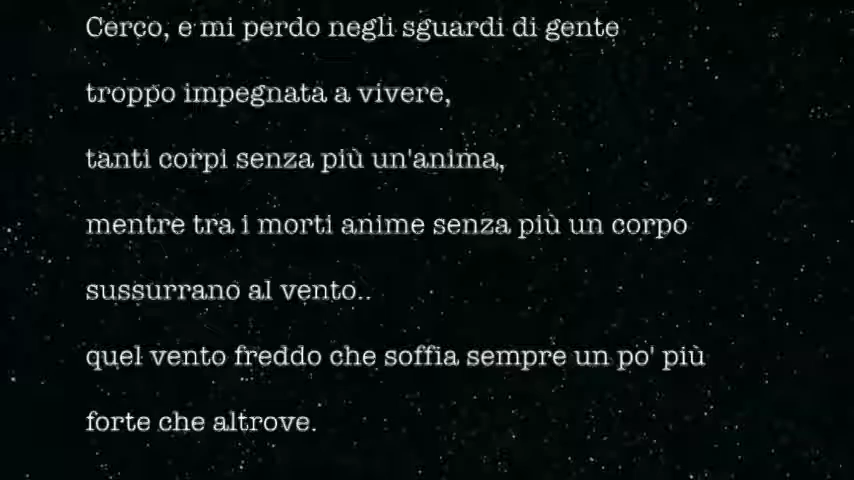 Cerco, e mi perdo negli sguardi di gente
troppo impegnata a vivere,
tanti corpi senza più un'anima,
mentre tra i morti anime senza più un corpo
sussurrano al vento..
quel vento freddo che soffia sempre un po' più
forte che altrove.